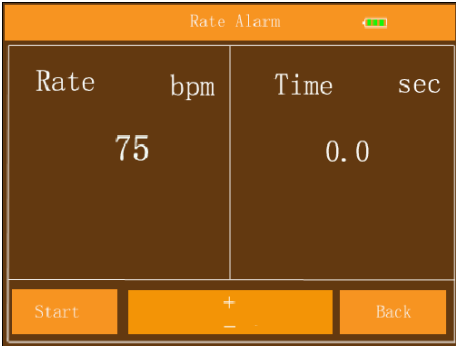 Rate Alarm
Rate bpm
75
Time sec
0.0
Start
+
–
Back